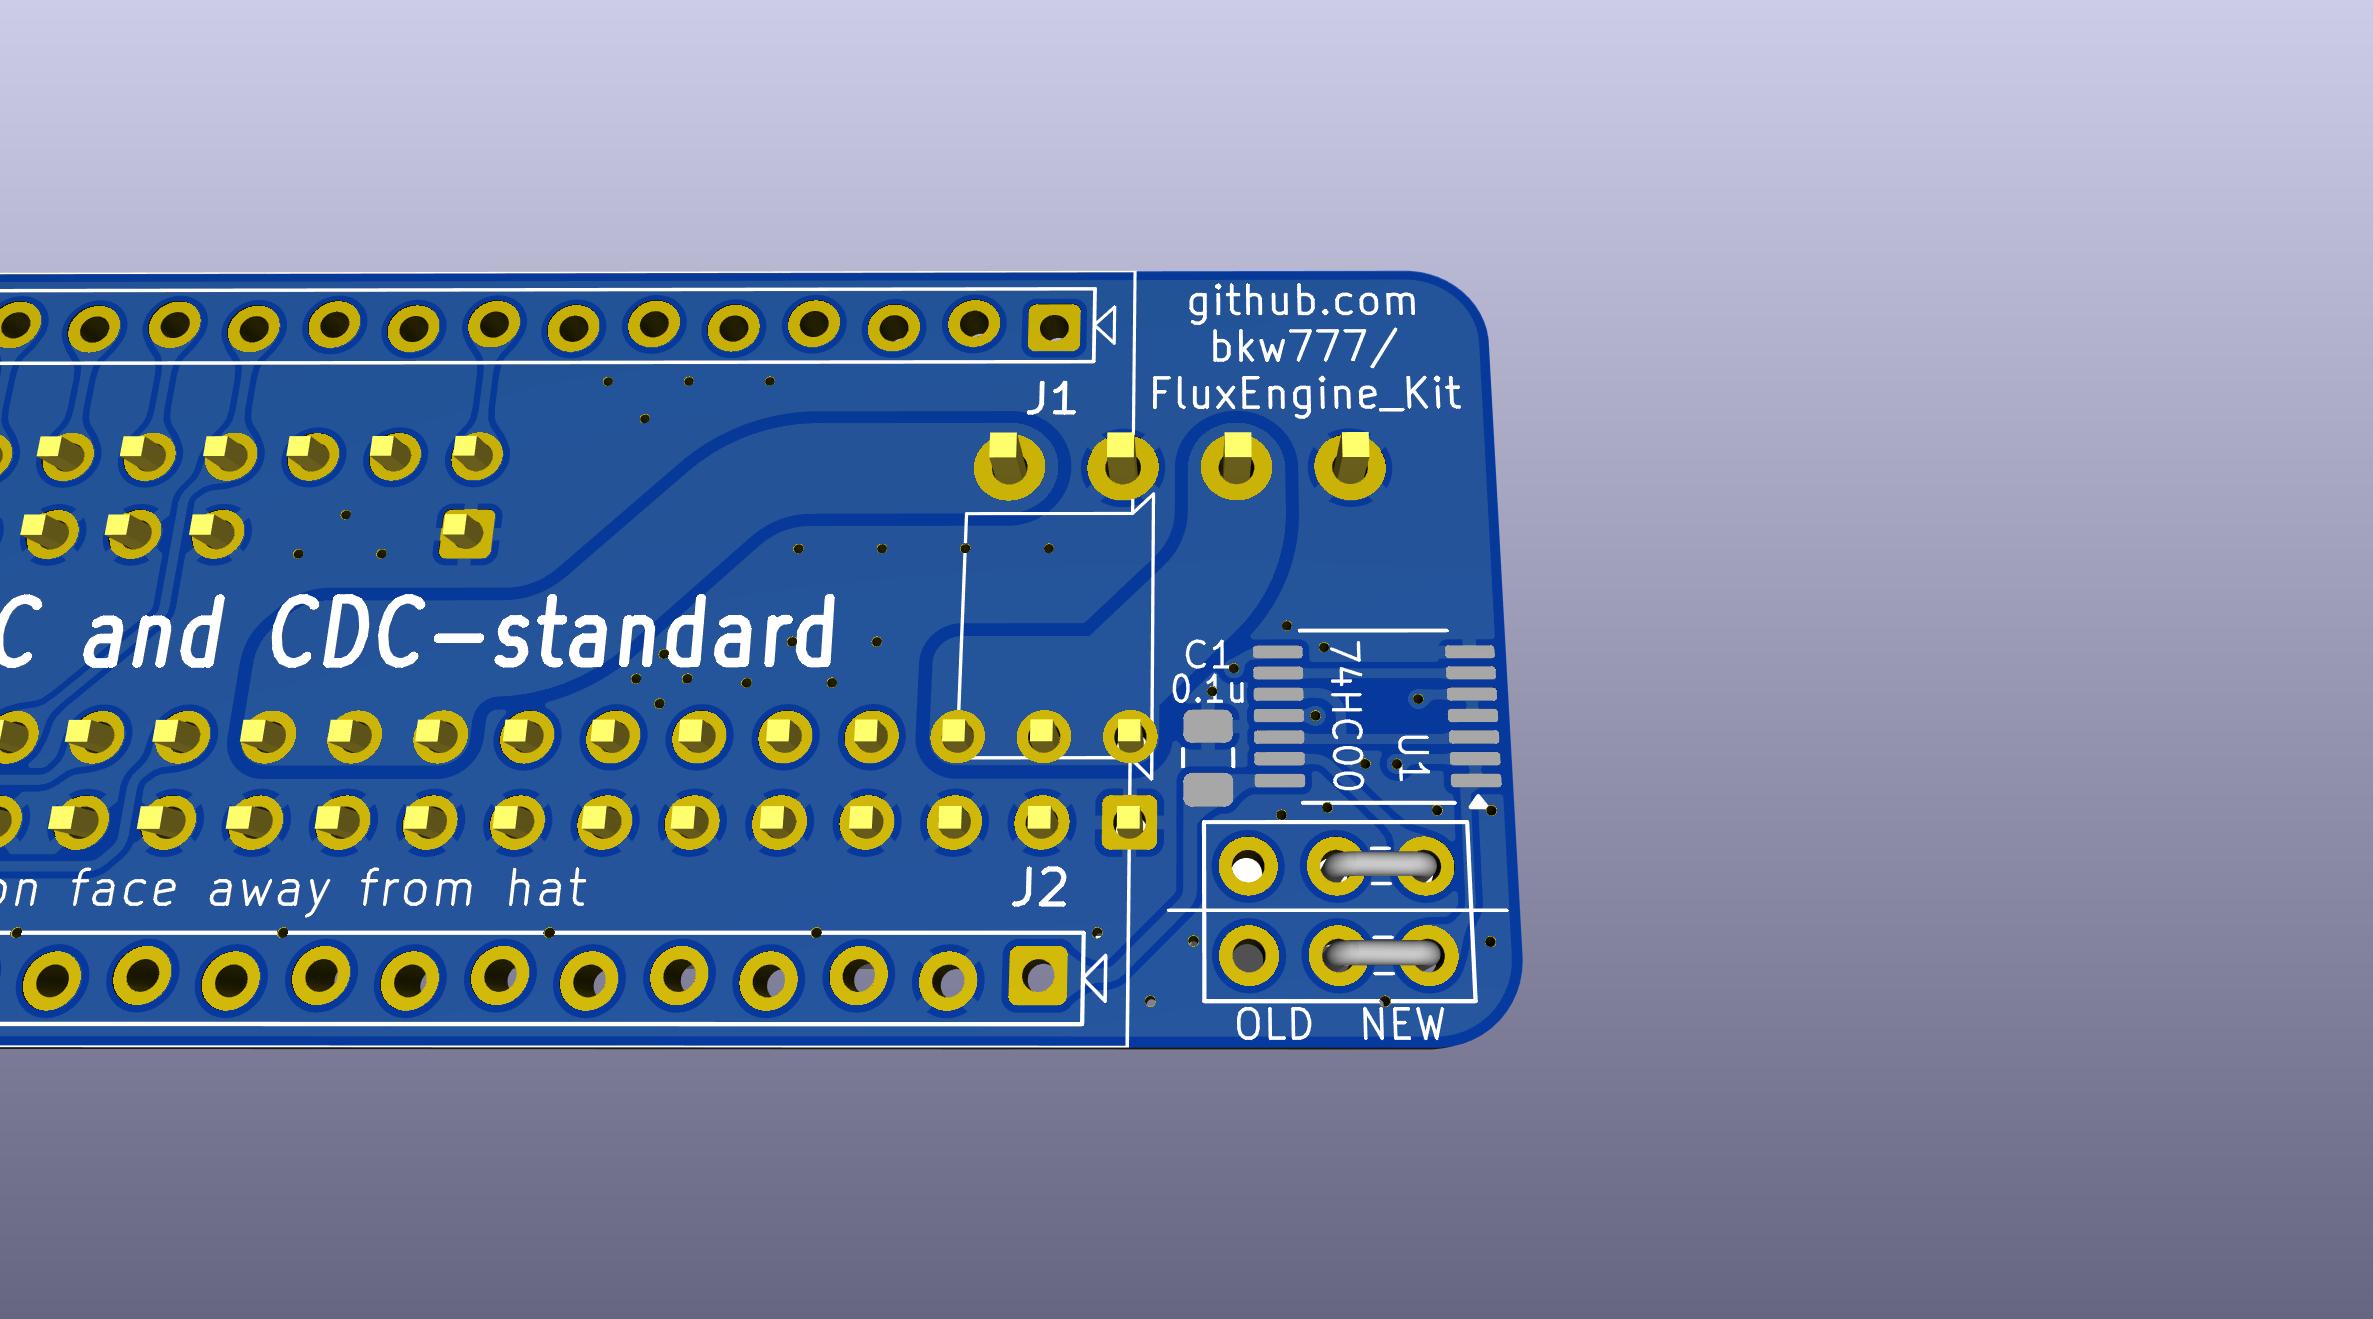 github.com
bkw777/
FluxEngine_Kit
J1
C and CDC-standard
C1
0.1u
74HC00
U1
on face away from hat
J2
OLD NEW